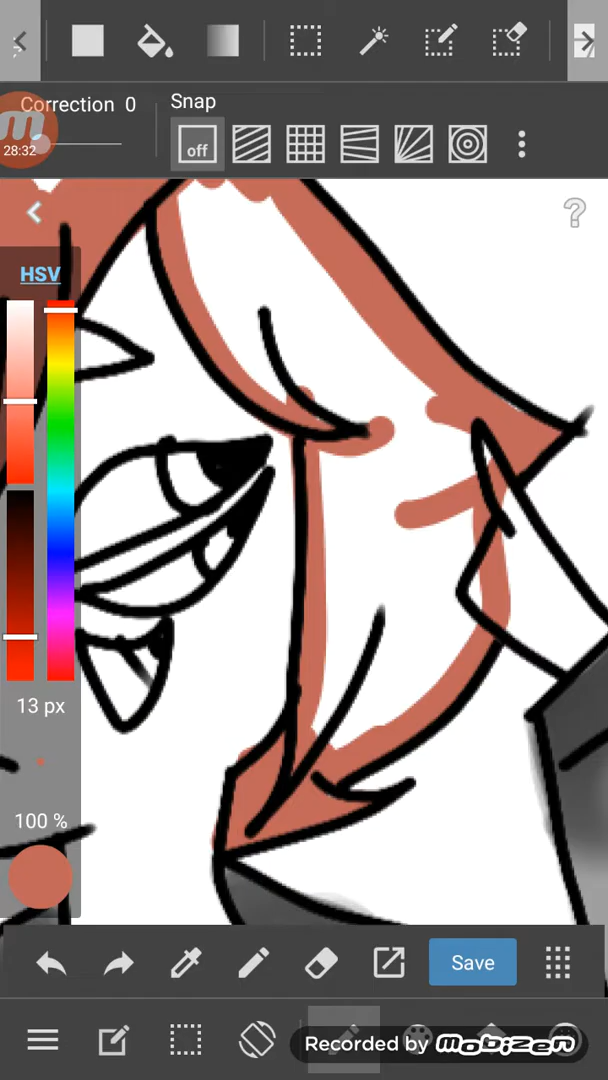 Correction 0
Snap
off
28:32
HSV
13 px
100 %
Save
Recorded by mobizen